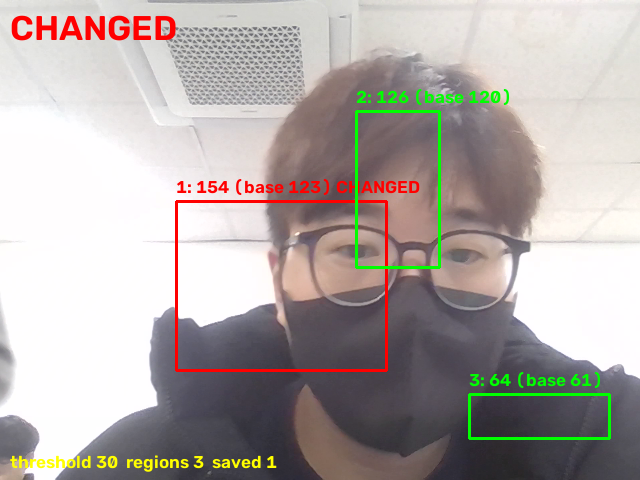 CHANGED
2: 126 (base 120)
1: 154 (base 123) CHANGED
3: 64 (base 61)
threshold 30 regions 3 saved 1